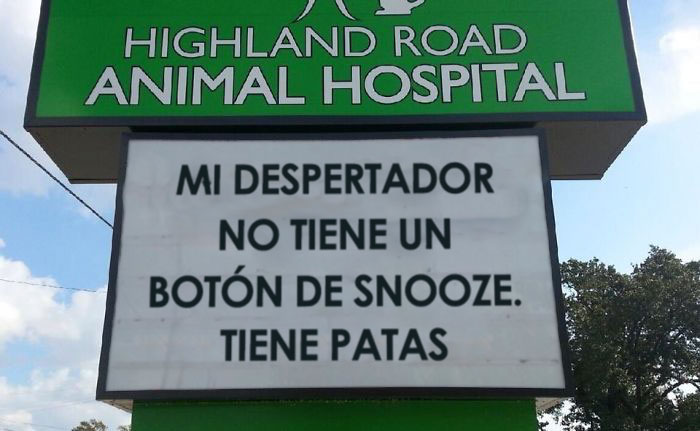 HIGHLAND ROAD
ANIMAL HOSPITAL
MI DESPERTADOR
NO TIENE UN
BOTÓN DE SNOOZE.
TIENE PATAS